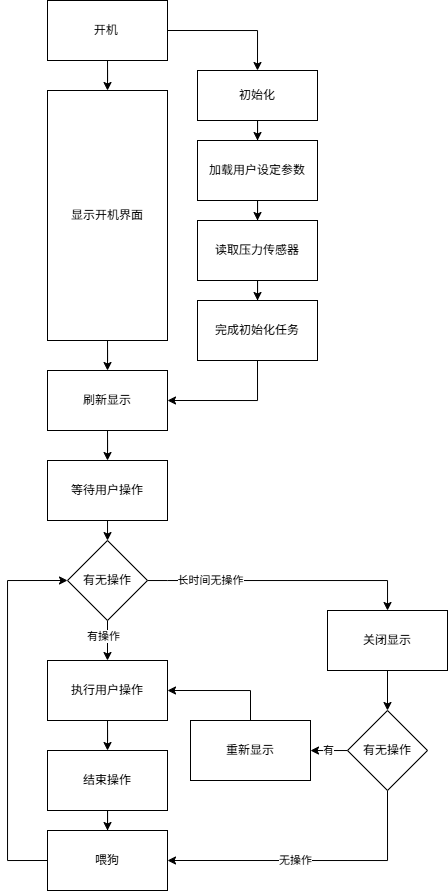 开机
初始化
加载用户设定参数
显示开机界面
读取压力传感器
完成初始化任务
刷新显示
等待用户操作
有无操作
长时间无操作
有操作
关闭显示
执行用户操作
重新显示
有
有无操作
结束操作
喂狗
无操作